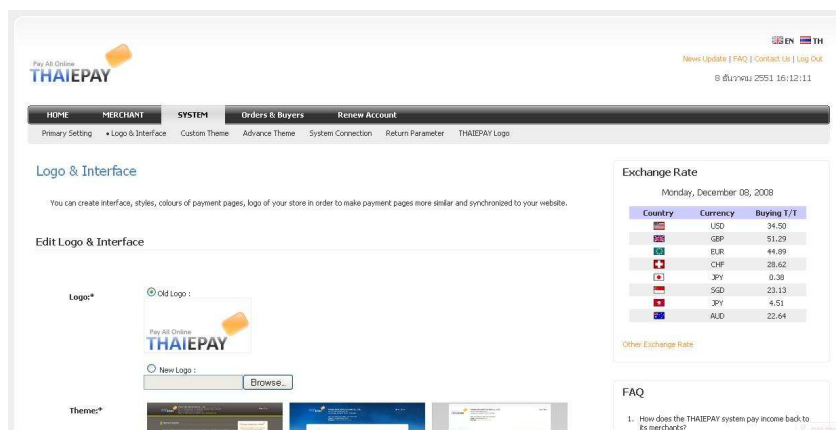 EN TH
News Update | FAQ | Contact Us | Log Out
Pay All Online
THAIEPAY
8 ธันวาคม 2551 16:12:11
HOME MERCHANT SYSTEM Orders & Buyers Renew Account
Primary Setting • Logo & Interface Custom Theme Advance Theme System Connection Return Parameter THAIEPAY Logo
Logo & Interface
You can create interface, styles, colours of payment pages, logo of your store in order to make payment pages more similar and synchronized to your website.
Edit Logo & Interface
Logo:*
Old Logo :
Pay All Online
THAIEPAY
New Logo :
Browse...
Theme:*
Exchange Rate
Monday, December 08, 2008
Country Currency Buying T/T
USD 34.50
GBP 51.29
EUR 44.89
CHF 28.62
JPY 0.38
SGD 23.13
JPY 4.51
AUD 22.64
Other Exchange Rate
FAQ
1. How does the THAIEPAY system pay income back to
its merchants?